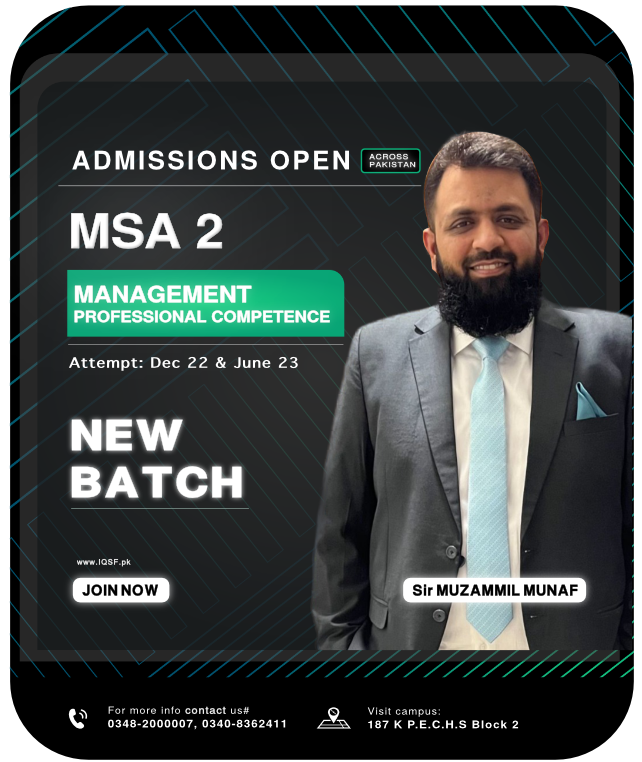 ADMISSIONS OPEN
ACROSS
PAKISTAN
MSA 2
MANAGEMENT
PROFESSIONAL COMPETENCE
Attempt: Dec 22 & June 23
NEW
BATCH
www.IQSF.pk
JOIN NOW
Sir MUZAMMIL MUNAF
For more info contact us#
0348-2000007, 0340-8362411
Visit campus:
187 K P.E.C.H.S Block 2